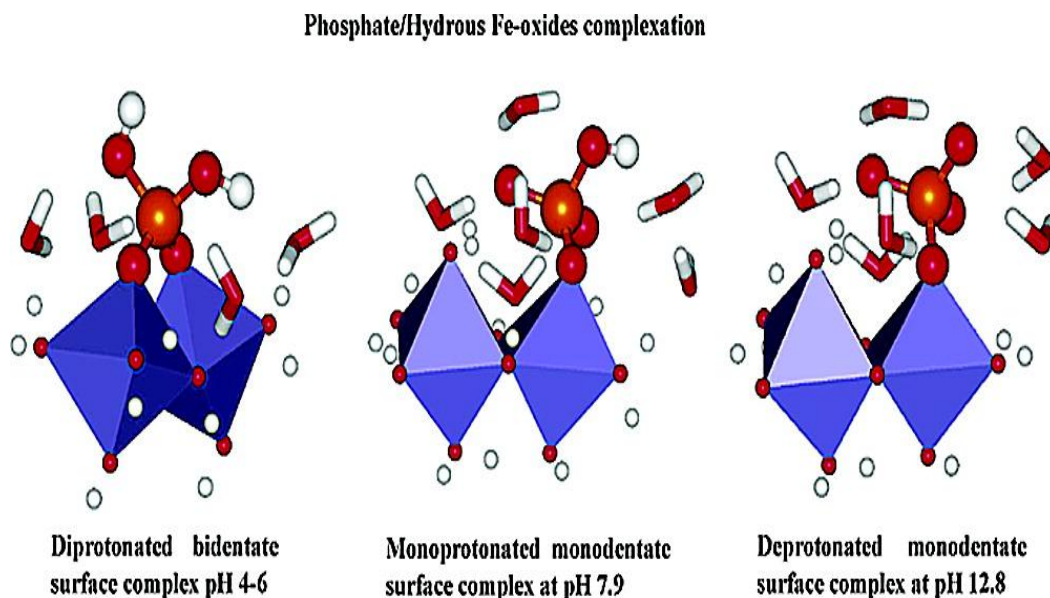 Phosphate/Hydrous Fe-oxides complexation
Diprotonated bidentate
surface complex pH 4-6
Monoprotonated monodentate
surface complex at pH 7.9
Deprotonated monodentate
surface complex at pH 12.8